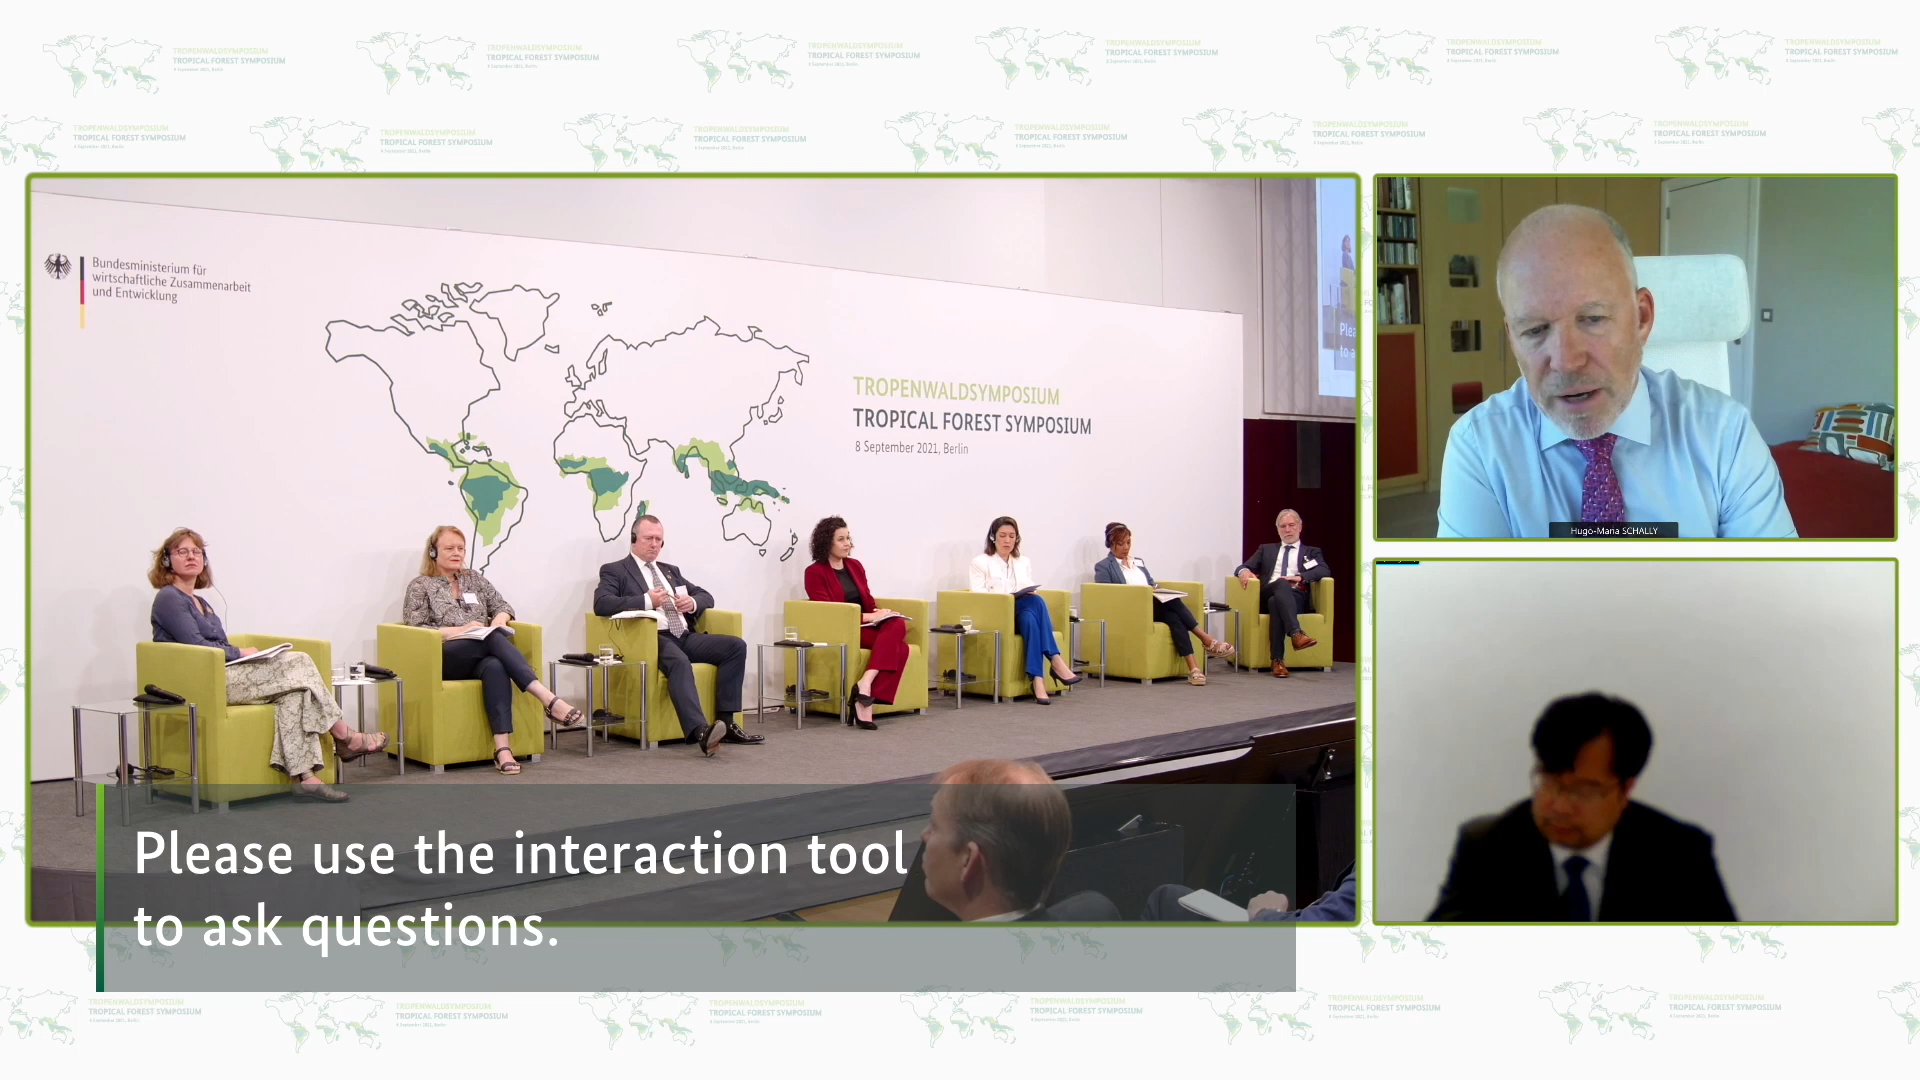 Bundesministerium für
wirtschaftliche Zusammenarbeit
und Entwicklung
TROPENWALDSYMPOSIUM
TROPICAL FOREST SYMPOSIUM
8 September 2021, Berlin
Hugo-Maria SCHALLY
Please use the interaction tool
to ask questions.